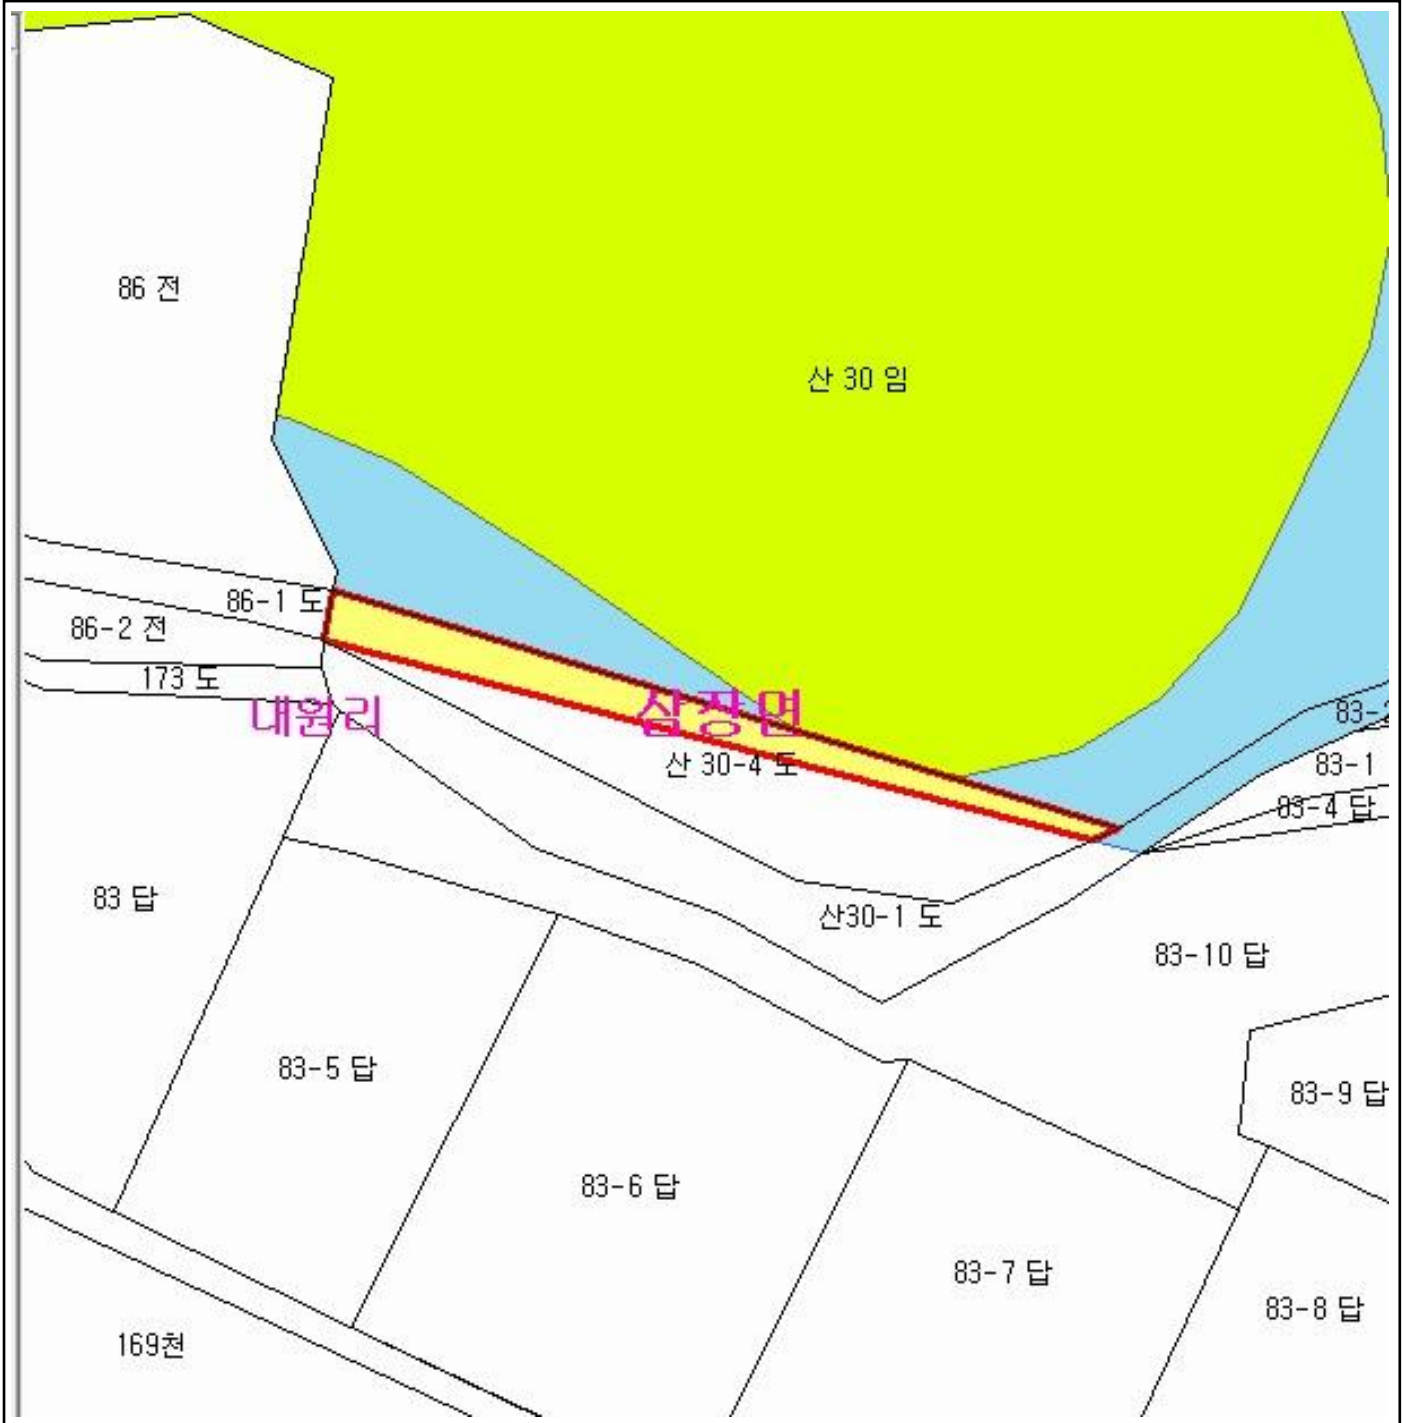 86 전
산 30 임
86-1 도
86-2 전
173 도
내원리
삼장면
83-
산 30-4 도
83-1
83-4 답
83 답
산30-1 도
83-10 답
83-5 답
83-9 답
83-6 답
83-7 답
83-8 답
169천